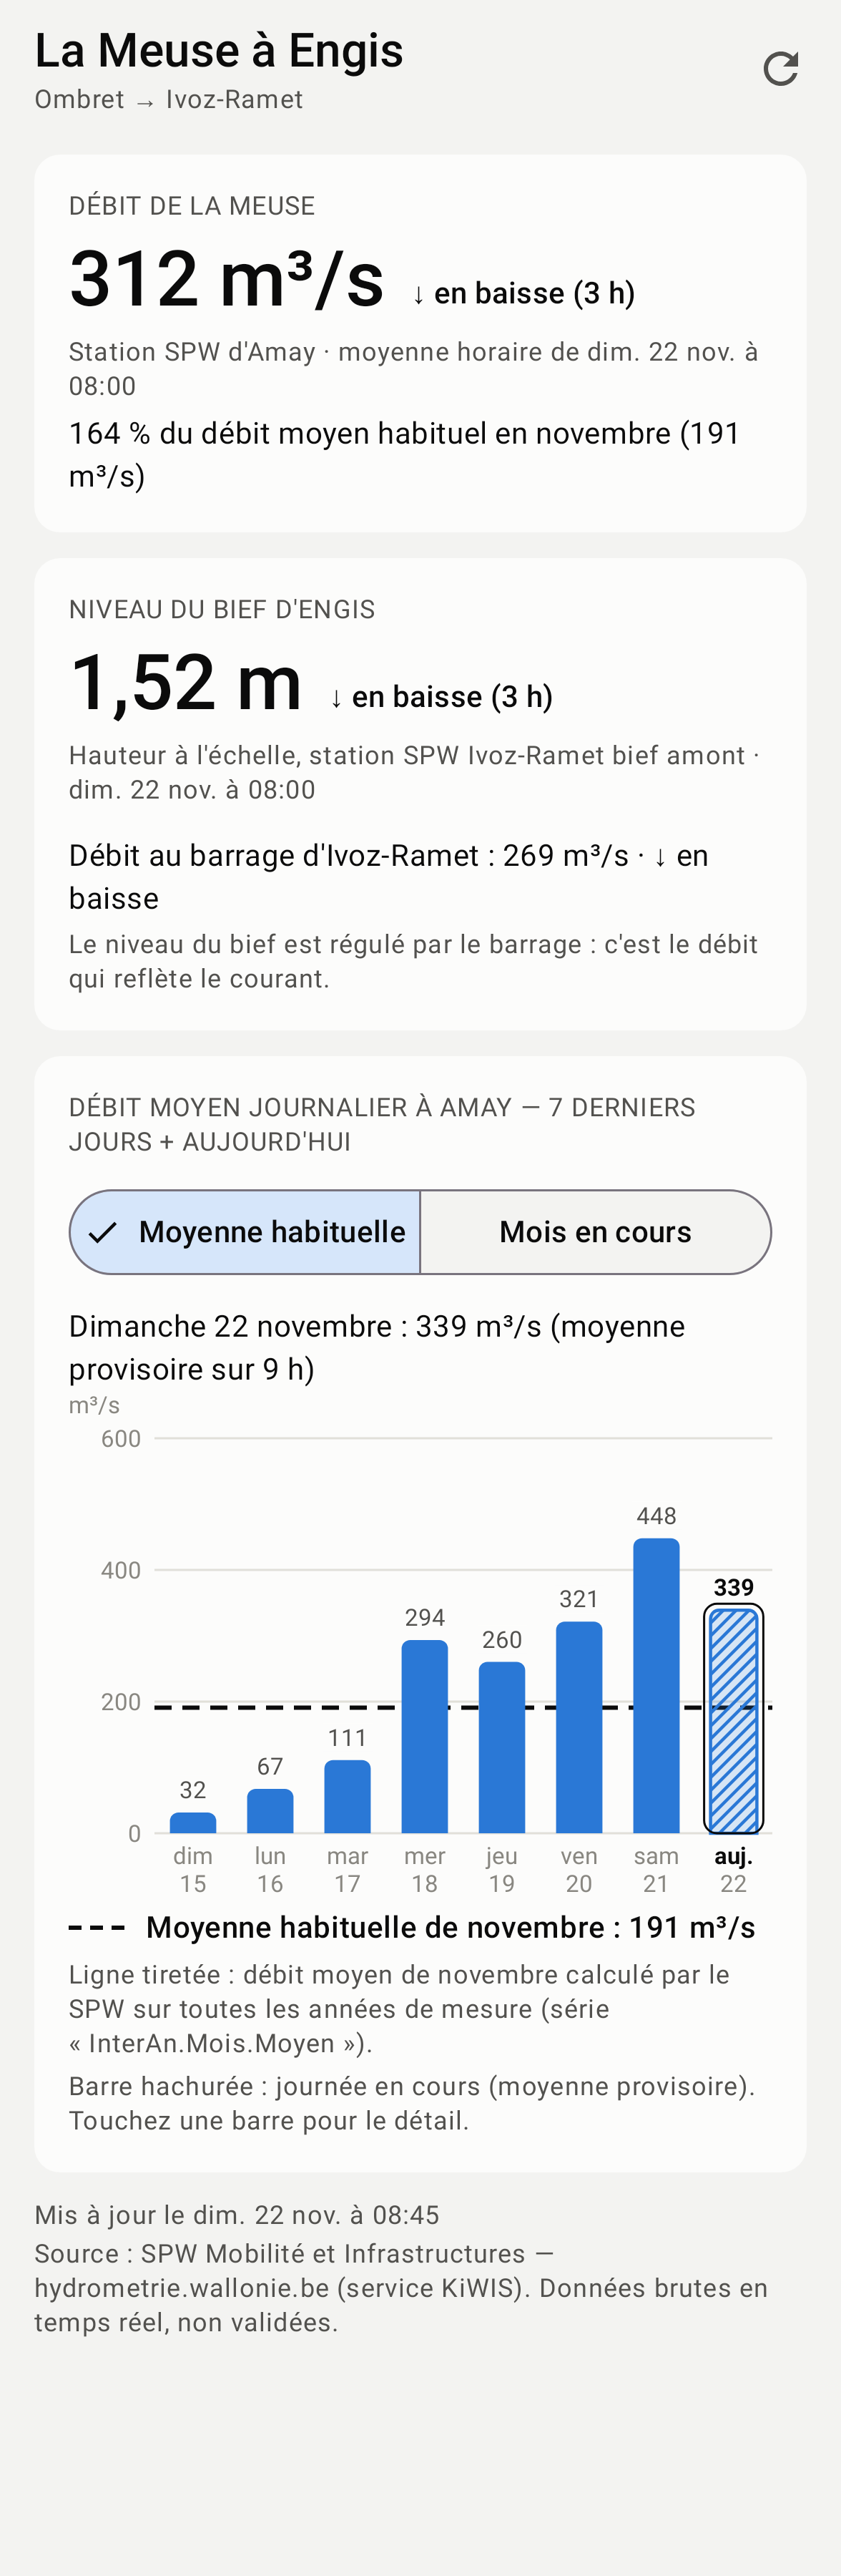 La Meuse à Engis
Ombret → Ivoz-Ramet
DÉBIT DE LA MEUSE
312 m³/s ↓ en baisse (3 h)
Station SPW d'Amay · moyenne horaire de dim. 22 nov. à
08:00
164 % du débit moyen habituel en novembre (191
m³/s)
NIVEAU DU BIEF D'ENGIS
1,52 m ↓ en baisse (3 h)
Hauteur à l'échelle, station SPW Ivoz-Ramet bief amont ·
dim. 22 nov. à 08:00
Débit au barrage d'Ivoz-Ramet : 269 m³/s · ↓ en
baisse
Le niveau du bief est régulé par le barrage : c'est le débit
qui reflète le courant.
DÉBIT MOYEN JOURNALIER À AMAY — 7 DERNIERS
JOURS + AUJOURD'HUI
Moyenne habituelle Mois en cours
Dimanche 22 novembre : 339 m³/s (moyenne
provisoire sur 9 h)
m³/s
600
448
400
339
321
294
260
200
111
67
32
0
dim lun mar mer jeu ven sam auj.
15 16 17 18 19 20 21 22
Moyenne habituelle de novembre : 191 m³/s
Ligne tiretée : débit moyen de novembre calculé par le
SPW sur toutes les années de mesure (série
« InterAn.Mois.Moyen »).
Barre hachurée : journée en cours (moyenne provisoire).
Touchez une barre pour le détail.
Mis à jour le dim. 22 nov. à 08:45
Source : SPW Mobilité et Infrastructures —
hydrometrie.wallonie.be (service KiWIS). Données brutes en
temps réel, non validées.